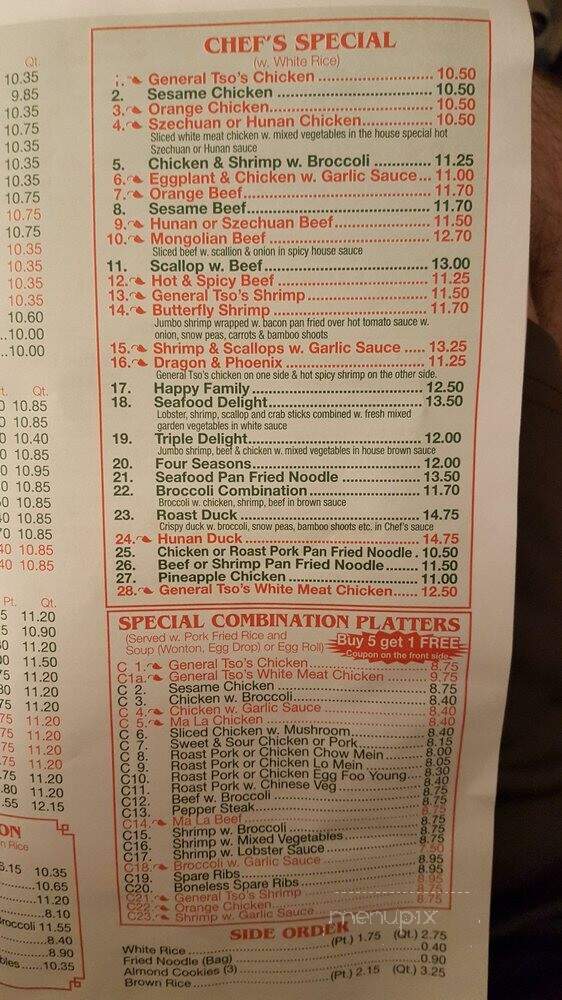 Qt.
10.35
9.85
10.35
10.75
10.35
10.35
10.35
10.75
10.75
10.75
10.35
10.35
10.35
10.35
10.60
..10.00
..10.00
Qt.
10.85
10.85
10.40
10.85
10.95
10.85
10.85
10.85
10.85
10.85
Pt. Qt.
11.20
10.90
11.20
11.50
11.20
11.20
11.20
11.20
11.20
11.20
11.20
12.15
ON
n Rice
10.35
10.65
11.20
8.10
11.55
8.40
8.90
10.35
CHEF'S SPECIAL
(w. White Rice)
1. General Tso's Chicken 10.50
2. Sesame Chicken 10.50
3. Orange Chicken 10.50
4. Szechuan or Hunan Chicken 10.50
Sliced white meat chicken w. mixed vegetables in the house special hot
Szechuan or Hunan sauce
5. Chicken & Shrimp w. Broccoli 11.25
6. Eggplant & Chicken w. Garlic Sauce... 11.00
7. Orange Beef 11.70
8. Sesame Beef 11.70
9. Hunan or Szechuan Beef 11.50
10. Mongolian Beef 12.70
Sliced beef w. scallion & onion in spicy house sauce
11. Scallop w. Beef 13.00
12. Hot & Spicy Beef 11.25
13. General Tso's Shrimp 11.50
14. Butterfly Shrimp 11.70
Jumbo shrimp wrapped w. bacon pan fried over hot tomato sauce w.
onion, snow peas, carrots & bamboo shoots
15. Shrimp & Scallops w. Garlic Sauce ..... 13.25
16. Dragon & Phoenix 11.25
General Tso's chicken on one side & hot spicy shrimp on the other side.
17. Happy Family 12.50
18. Seafood Delight 13.50
Lobster, shrimp, scallop and crab sticks combined w. fresh mixed
garden vegetables in white sauce
19. Triple Delight 12.00
Jumbo shrimp, beef & chicken w. mixed vegetables in house brown sauce
20. Four Seasons 12.00
21. Seafood Pan Fried Noodle 13.50
22. Broccoli Combination 11.70
Broccoli w. chicken, shrimp, beef in brown sauce
23. Roast Duck 14.75
Crispy duck w. broccoli, snow peas, bamboo shoots etc. in Chef's sauce
24. Hunan Duck 14.75
25. Chicken or Roast Pork Pan Fried Noodle . 10.50
26. Beef or Shrimp Pan Fried Noodle 11.50
27. Pineapple Chicken 11.00
28. General Tso's White Meat Chicken 12.50
SPECIAL COMBINATION PLATTERS
(Served w. Pork Fried Rice and
Soup (Wonton, Egg Drop) or Egg Roll)
Buy 5 get 1 FREE
Coupon on the front side
C 1. General Tso's Chicken 8.75
C1a. General Tso's White Meat Chicken 9.75
C 2. Sesame Chicken 8.75
C 3. Chicken w. Broccoli 8.40
C 4. Chicken w. Garlic Sauce 8.40
C 5. Ma La Chicken 8.40
C 6. Sliced Chicken w. Mushroom 8.40
C 7. Sweet & Sour Chicken or Pork 8.15
C 8. Roast Pork or Chicken Chow Mein 8.00
C 9. Roast Pork or Chicken Lo Mein 8.05
C10. Roast Pork or Chicken Egg Foo Young 8.30
C11. Roast Pork w. Chinese Veg 8.40
C12. Beef w. Broccoli 8.75
C13. Pepper Steak 8.75
C14. Ma La Beef 8.75
C15. Shrimp w. Broccoli 8.75
C16. Shrimp w. Mixed Vegetables 8.75
C17. Shrimp w. Lobster Sauce 8.75
C18. Broccoli w. Garlic Sauce 7.50
C19. Spare Ribs 8.95
C20. Boneless Spare Ribs 8.95
C21. General Tso's Shrimp 8.95
C22. Orange Chicken 8.75
C23. Shrimp w. Garlic Sauce 8.75
menupix
SIDE ORDER
White Rice (Pt.) 1.75 (Qt.) 2.75
Fried Noodle (Bag) 0.40
Almond Cookies (3) 0.90
Brown Rice (Pt.) 2.15 (Qt.) 3.25